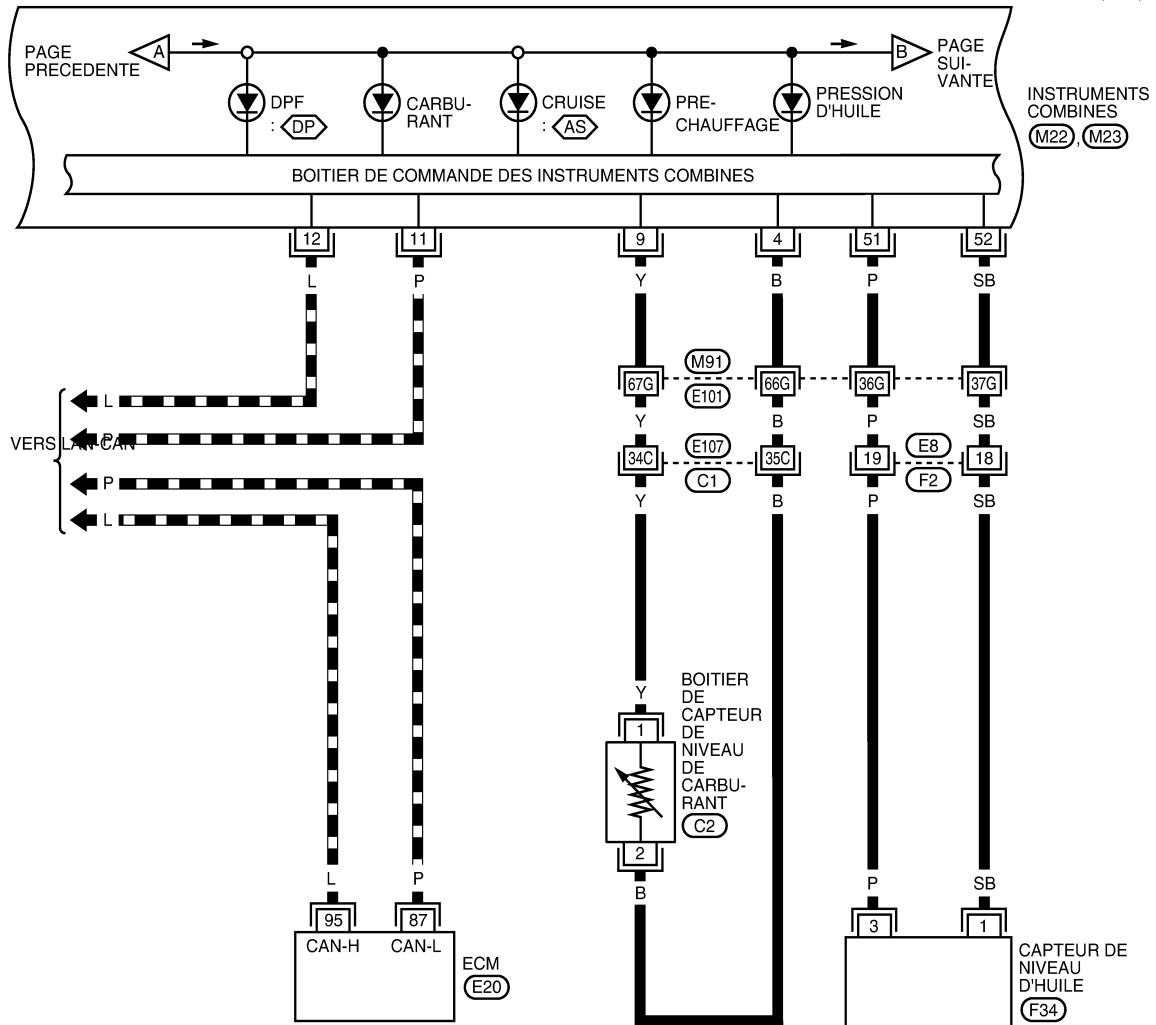 PAGE
PRECEDENTE
A
B
PAGE
SUI-
VANTE
DPF
: DP
CARBU-
RANT
CRUISE
: AS
PRE-
CHAUFFAGE
PRESSION
D'HUILE
INSTRUMENTS
COMBINES
M22 , M23
BOITIER DE COMMANDE DES INSTRUMENTS COMBINES
12 11 9 4 51 52
L P Y B P SB
M91
67G 66G 36G 37G
E101
L
Y B P SB
P
VERS LAN-CAN
E107 E8
34C 35C 19 18
C1 F2
P
Y B P SB
L
Y
1
BOITIER
DE
CAPTEUR
DE
NIVEAU
DE
CARBU-
RANT
C2
2
L P B P SB
95 87 3 1
CAN-H CAN-L
ECM
E20
CAPTEUR DE
NIVEAU
D'HUILE
F34